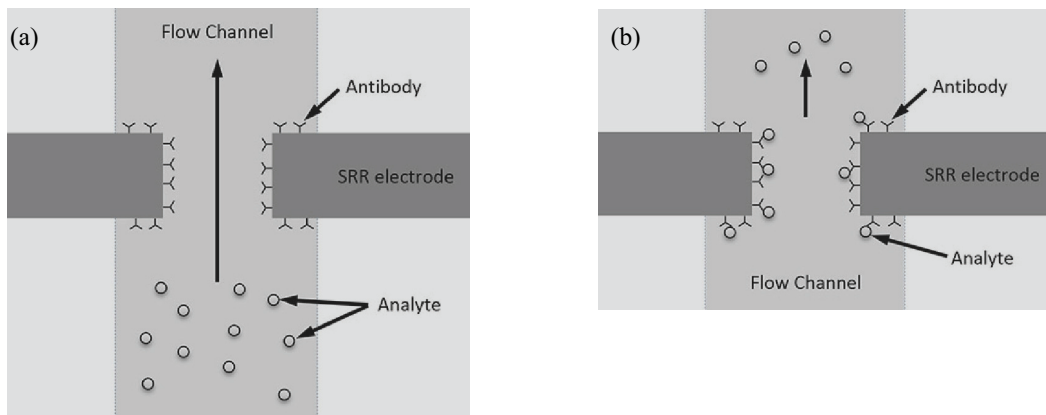 (a)
Flow Channel
Antibody
SRR electrode
Analyte
(b)
Antibody
SRR electrode
Analyte
Flow Channel